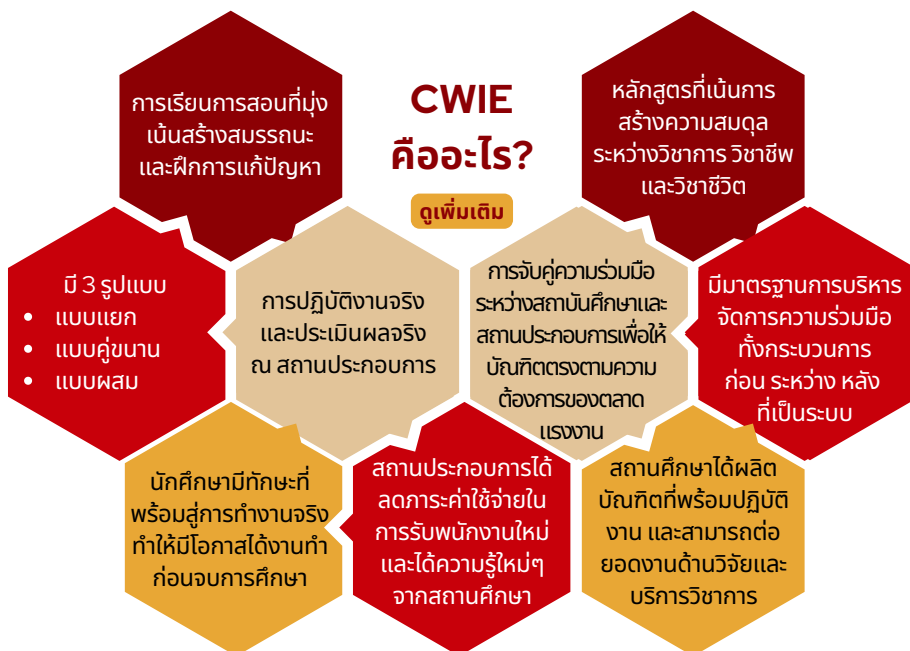 การเรียนการสอนที่มุ่ง
เน้นสร้างสมรรถนะ
และฝึกการแก้ปัญหา
CWIE
คืออะไร?
ดูเพิ่มเติม
หลักสูตรที่เน้นการ
สร้างความสมดุล
ระหว่างวิชาการ วิชาชีพ
และวิชาชีวิต
มี 3 รูปแบบ
• แบบแยก
• แบบคู่ขนาน
• แบบผสม
การปฏิบัติงานจริง
และประเมินผลจริง
ณ สถานประกอบการ
การจับคู่ความร่วมมือ
ระหว่างสถาบันศึกษาและ
สถานประกอบการเพื่อให้
บัณฑิตตรงตามความ
ต้องการของตลาด
แรงงาน
มีมาตรฐานการบริหาร
จัดการความร่วมมือ
ทั้งกระบวนการ
ก่อน ระหว่าง หลัง
ที่เป็นระบบ
นักศึกษามีทักษะที่
พร้อมสู่การทำงานจริง
ทำให้มีโอกาสได้งานทำ
ก่อนจบการศึกษา
สถานประกอบการได้
ลดภาระค่าใช้จ่ายใน
การรับพนักงานใหม่
และได้ความรู้ใหม่ๆ
จากสถานศึกษา
สถานศึกษาได้ผลิต
บัณฑิตที่พร้อมปฏิบัติ
งาน และสามารถต่อ
ยอดงานด้านวิจัยและ
บริการวิชาการ